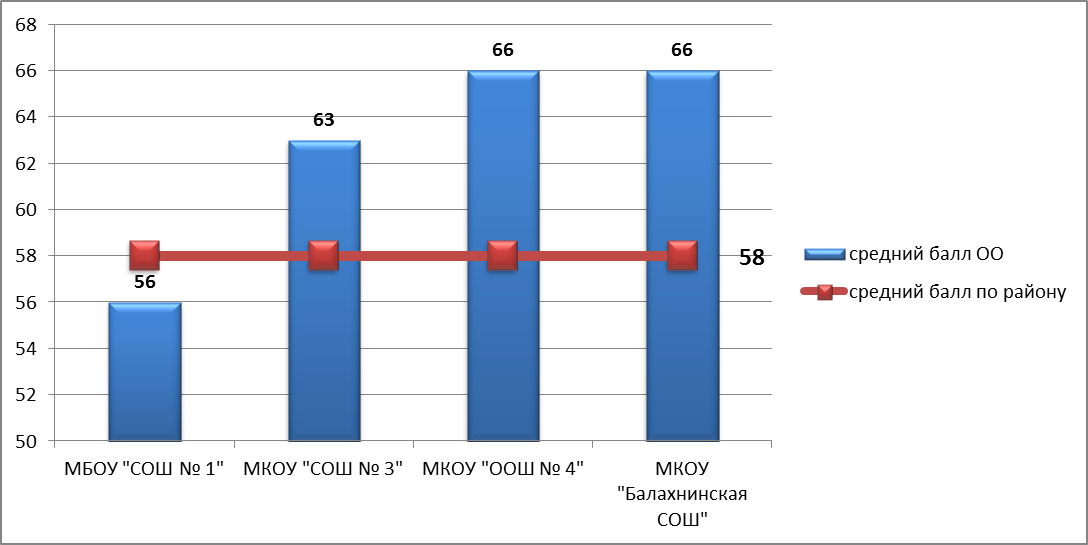 68
66
64
62
60
58
56
54
52
50
56
63
66
66
58
МБОУ "СОШ № 1"
МКОУ "СОШ № 3"
МКОУ "ООШ № 4"
МКОУ
"Балахнинская
СОШ"
средний балл ОО
средний балл по району